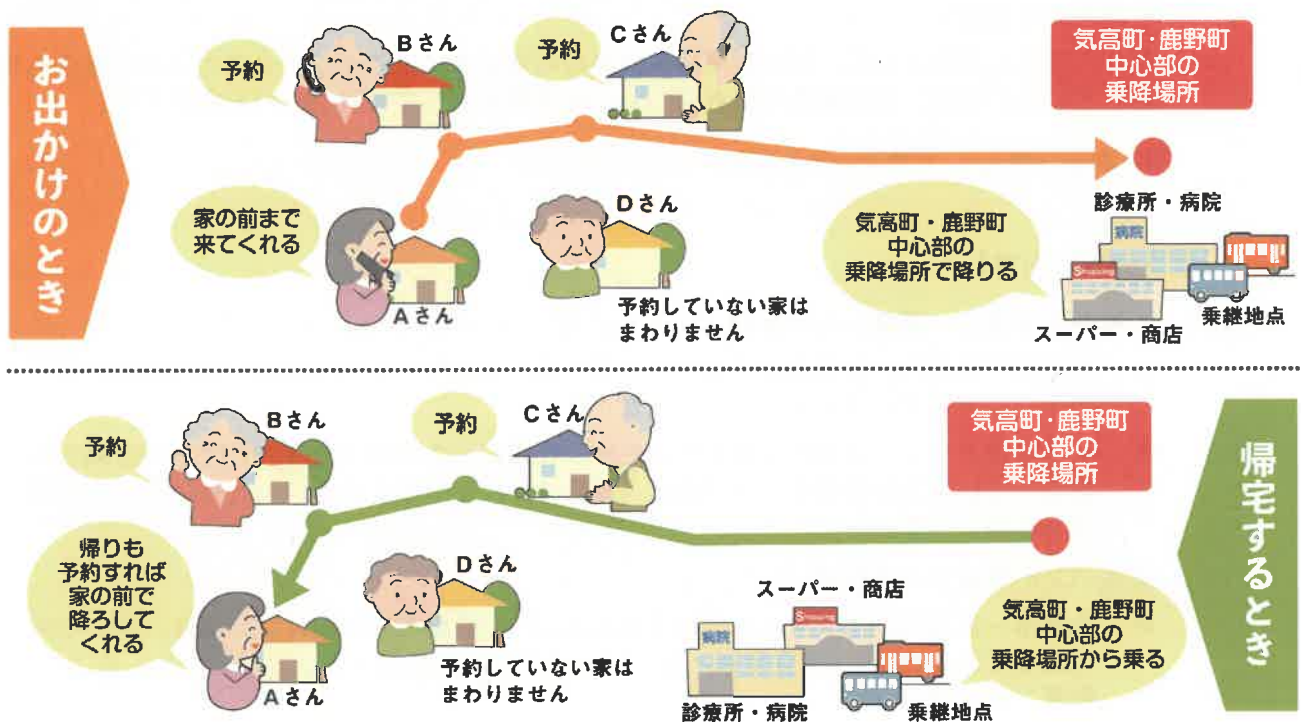 お出かけのとき
予約
Bさん
予約
Cさん
気高町・鹿野町
中心部の
乗降場所
家の前まで
来てくれる
Aさん
Dさん
予約していない家は
まわりません
気高町・鹿野町
中心部の
乗降場所で降りる
診療所・病院
病院
Shopping
乗継地点
スーパー・商店
予約
Bさん
予約
Cさん
気高町・鹿野町
中心部の
乗降場所
帰宅するとき
帰りも
予約すれば
家の前で
降ろして
くれる
Aさん
Dさん
予約していない家は
まわりません
スーパー・商店
Shopping
病院
診療所・病院
乗継地点
気高町・鹿野町
中心部の
乗降場所から乗る